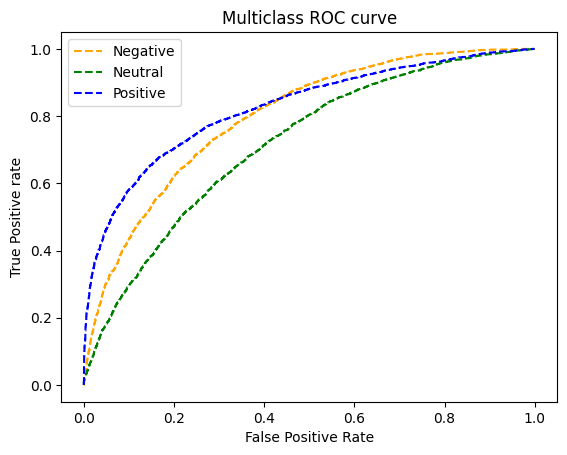 Multiclass ROC curve
Negative
Neutral
Positive
True Positive rate
1.0
0.8
0.6
0.4
0.2
0.0
0.0 0.2 0.4 0.6 0.8 1.0
False Positive Rate